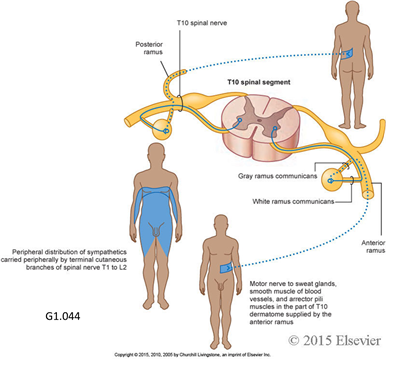 T10 spinal nerve
Posterior
ramus
T10 spinal segment
Gray ramus communicans
White ramus communicans
Anterior
ramus
Peripheral distribution of sympathetics
carried peripherally by terminal cutaneous
branches of spinal nerve T1 to L2
Motor nerve to sweat glands,
smooth muscle of blood
vessels, and arrector pili
muscles in the part of T10
dermatome supplied by the
anterior ramus
G1.044
© 2015 Elsevier
Copyright © 2015, 2010, 2005 by Churchill Livingstone, an imprint of Elsevier Inc.